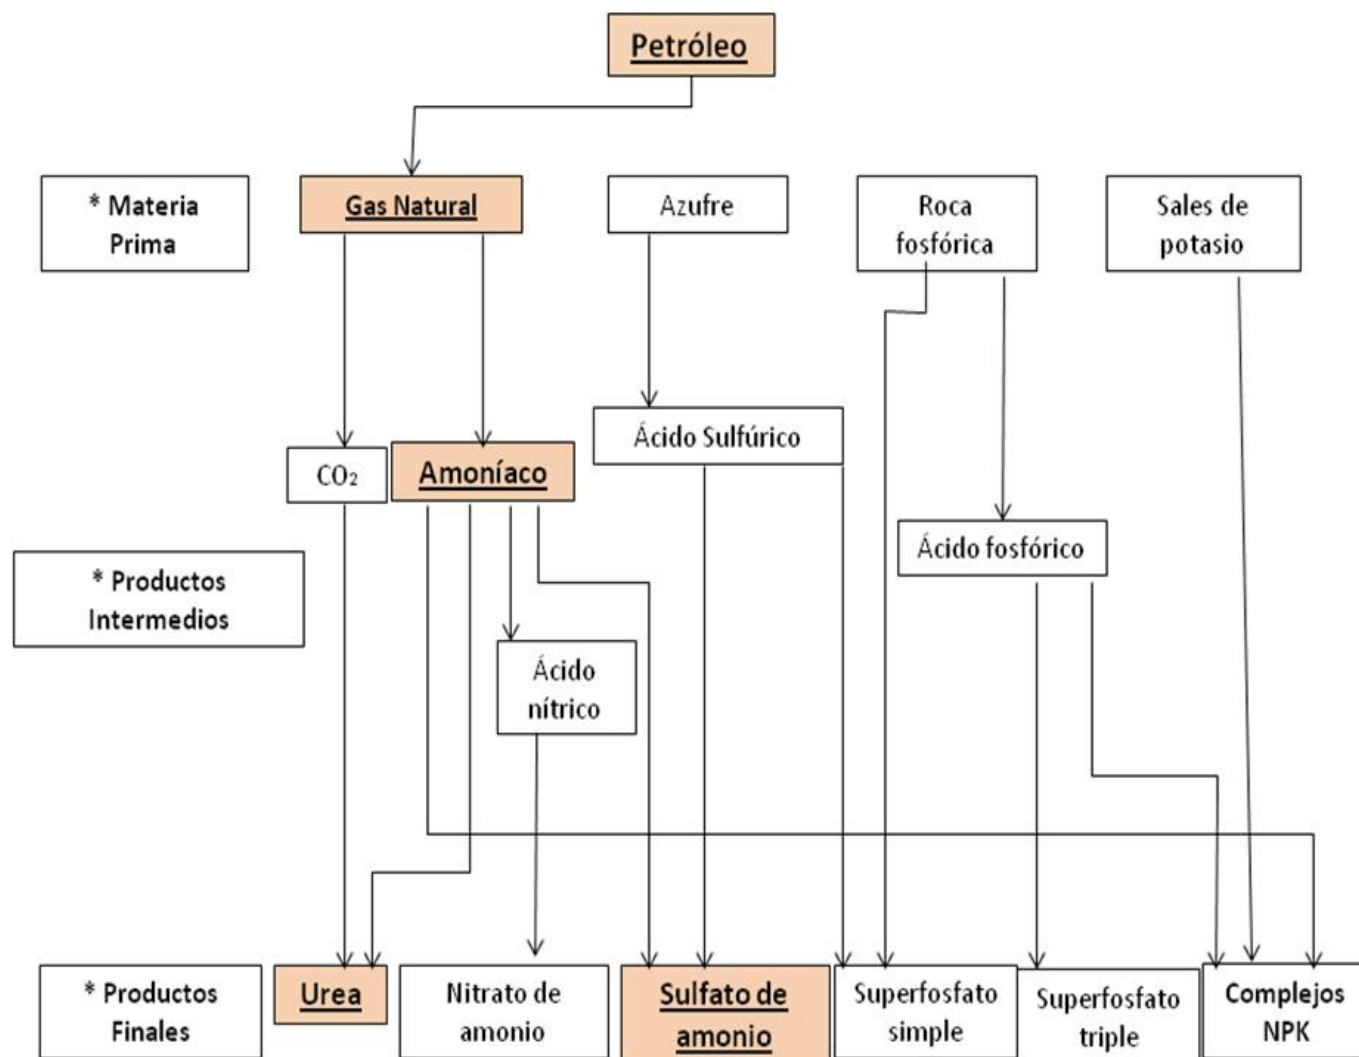 Petróleo
* Materia
Prima
Gas Natural
Azufre
Roca
fosfórica
Sales de
potasio
Ácido Sulfúrico
CO₂
Amoníaco
Ácido fosfórico
* Productos
Intermedios
Ácido
nítrico
* Productos
Finales
Urea
Nitrato de
amonio
Sulfato de
amonio
Superfosfato
simple
Superfosfato
triple
Complejos
NPK